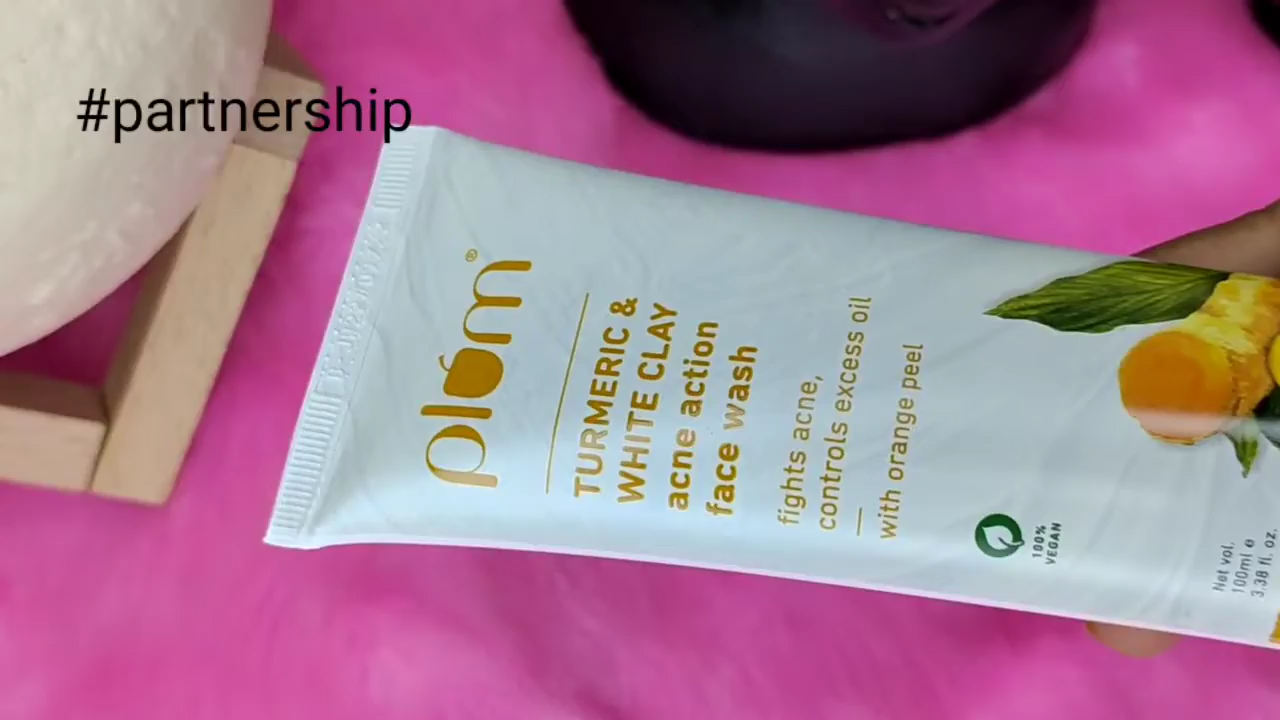 #partnership
plum®
TURMERIC &
WHITE CLAY
acne action
face wash
fights acne,
controls excess oil
with orange peel
100%
VEGAN
Net vol.
100ml e
3.38 fl. oz.